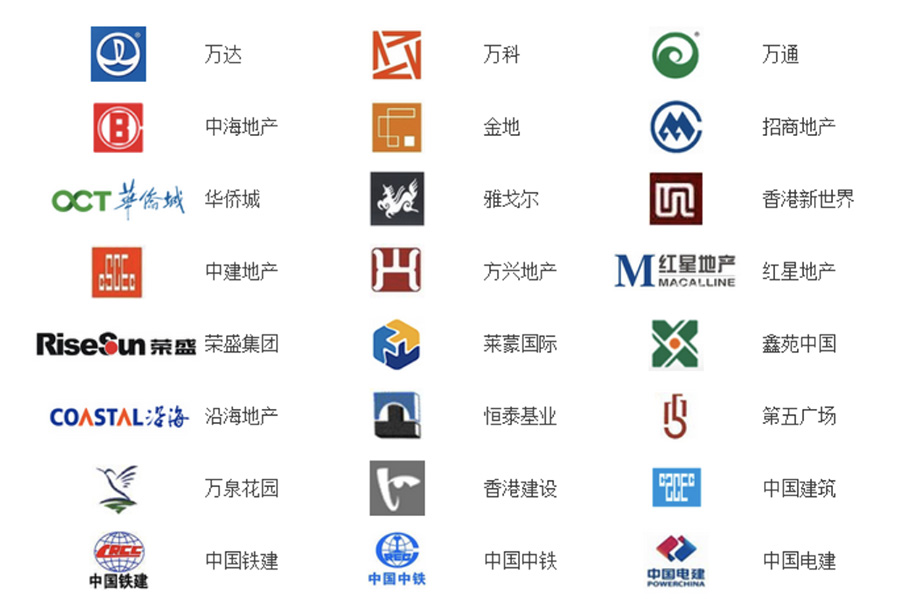 万达
万科
万通
中海地产
金地
招商地产
OCT 華僑城
华侨城
雅戈尔
香港新世界
中建地产
方兴地产
M 红星地产
MACALLINE
红星地产
RiseSun 荣盛
荣盛集团
莱蒙国际
鑫苑中国
COASTAL 沿海
沿海地产
恒泰基业
第五广场
万泉花园
香港建设
CSCEC
中国建筑
CRCC
中国铁建
中国铁建
CREC
中国中铁
中国中铁
中国电建
POWERCHINA
中国电建